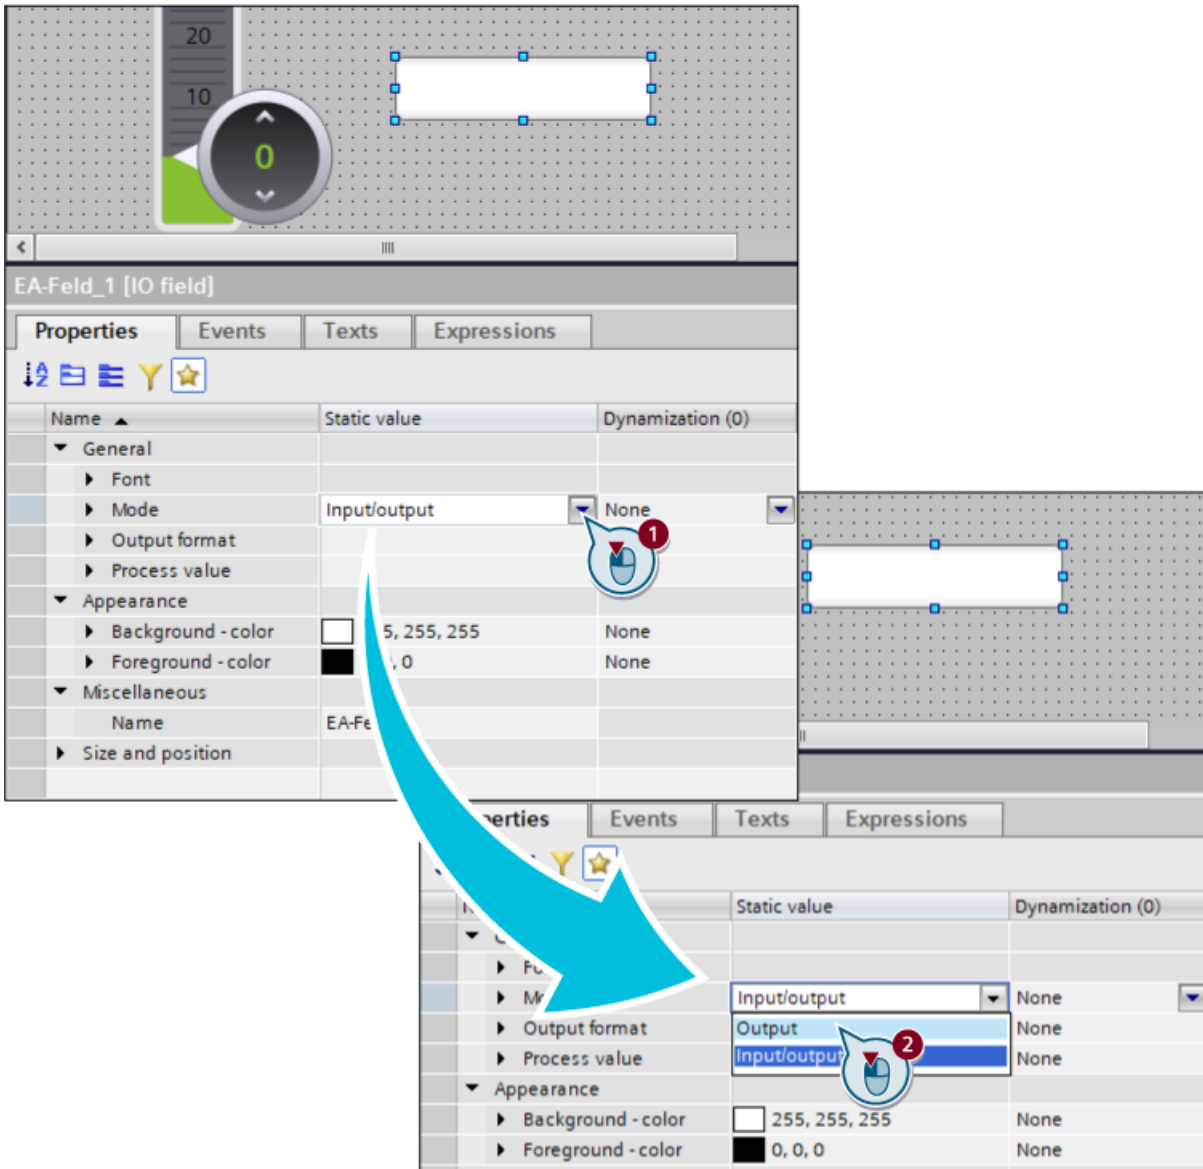 20
10
0
EA-Feld_1 [IO field]
Properties Events Texts Expressions
Name Static value Dynamization (0)
General
Font
Mode Input/output None
1
Output format
Process value
Appearance
Background - color 5, 255, 255 None
Foreground - color , 0 None
Miscellaneous
Name EA-Fe
Size and position
erties Events Texts Expressions
Static value Dynamization (0)
Input/output None
Output format Output None
2
Process value Input/output None
Appearance
Background - color 255, 255, 255 None
Foreground - color 0, 0, 0 None